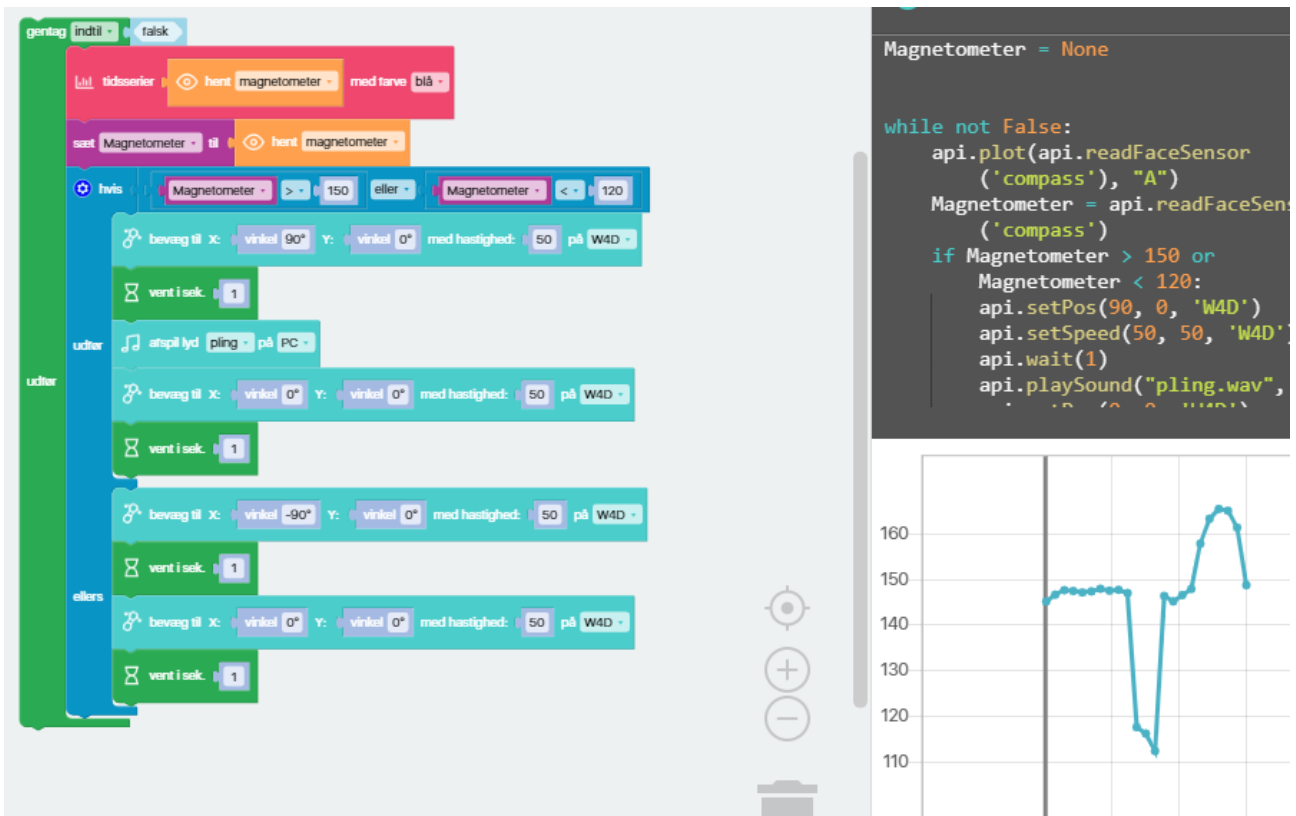 gentag indtil falsk
tidsserier hent magnetometer med farve blå
sæt Magnetometer til hent magnetometer
hvis Magnetometer > 150 eller Magnetometer < 120
udfør
bevæg til X: vinkel 90° Y: vinkel 0° med hastighed: 50 på W4D
vent i sek. 1
udfør
afspil lyd pling på PC
bevæg til X: vinkel 0° Y: vinkel 0° med hastighed: 50 på W4D
vent i sek. 1
ellers
bevæg til X: vinkel -90° Y: vinkel 0° med hastighed: 50 på W4D
vent i sek. 1
bevæg til X: vinkel 0° Y: vinkel 0° med hastighed: 50 på W4D
vent i sek. 1
Magnetometer = None
while not False:
api.plot(api.readFaceSensor
('compass'), "A")
Magnetometer = api.readFaceSens
('compass')
if Magnetometer > 150 or
Magnetometer < 120:
api.setPos(90, 0, 'W4D')
api.setSpeed(50, 50, 'W4D')
api.wait(1)
api.playSound("pling.wav",
160
150
140
130
120
110